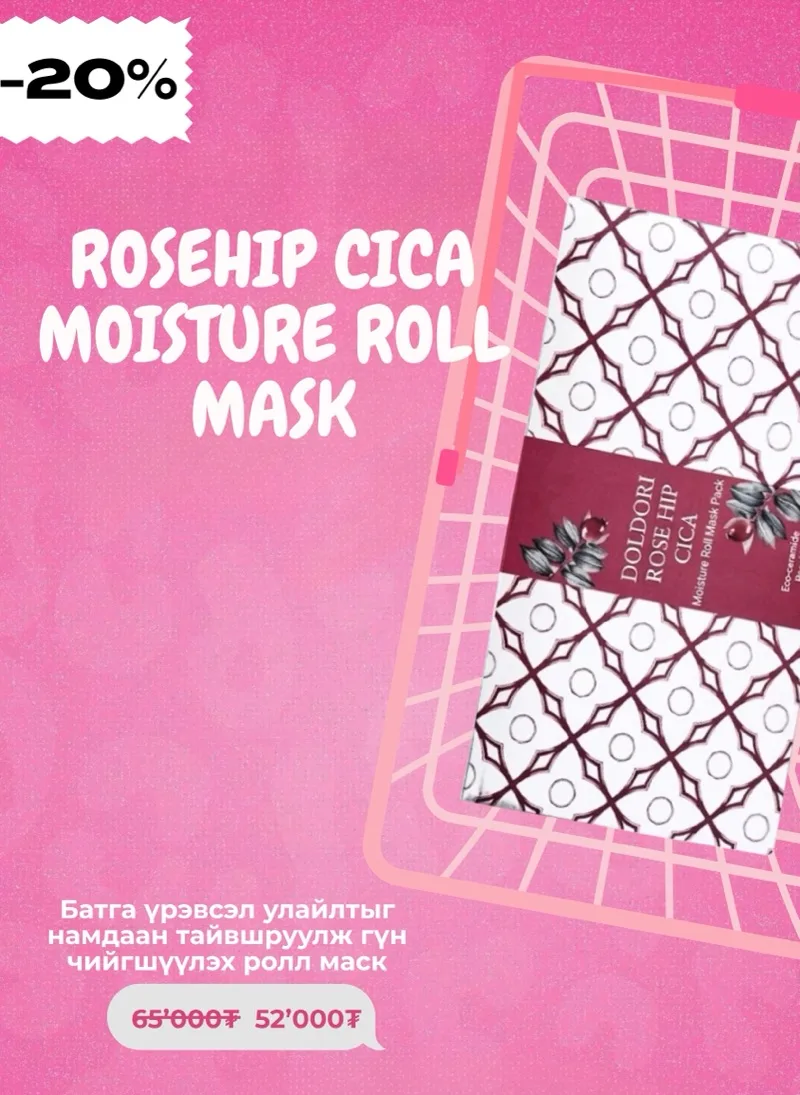 -20%
ROSEHIP CICA
MOISTURE ROLL
MASK
DOLDORI
ROSE HIP
CICA
Moisture Roll Mask Pack
Eco-ceramide
Батга үрэвсэл улайлтыг
намдаан тайвшруулж гүн
чийгшүүлэх ролл маск
65’000₮ 52’000₮